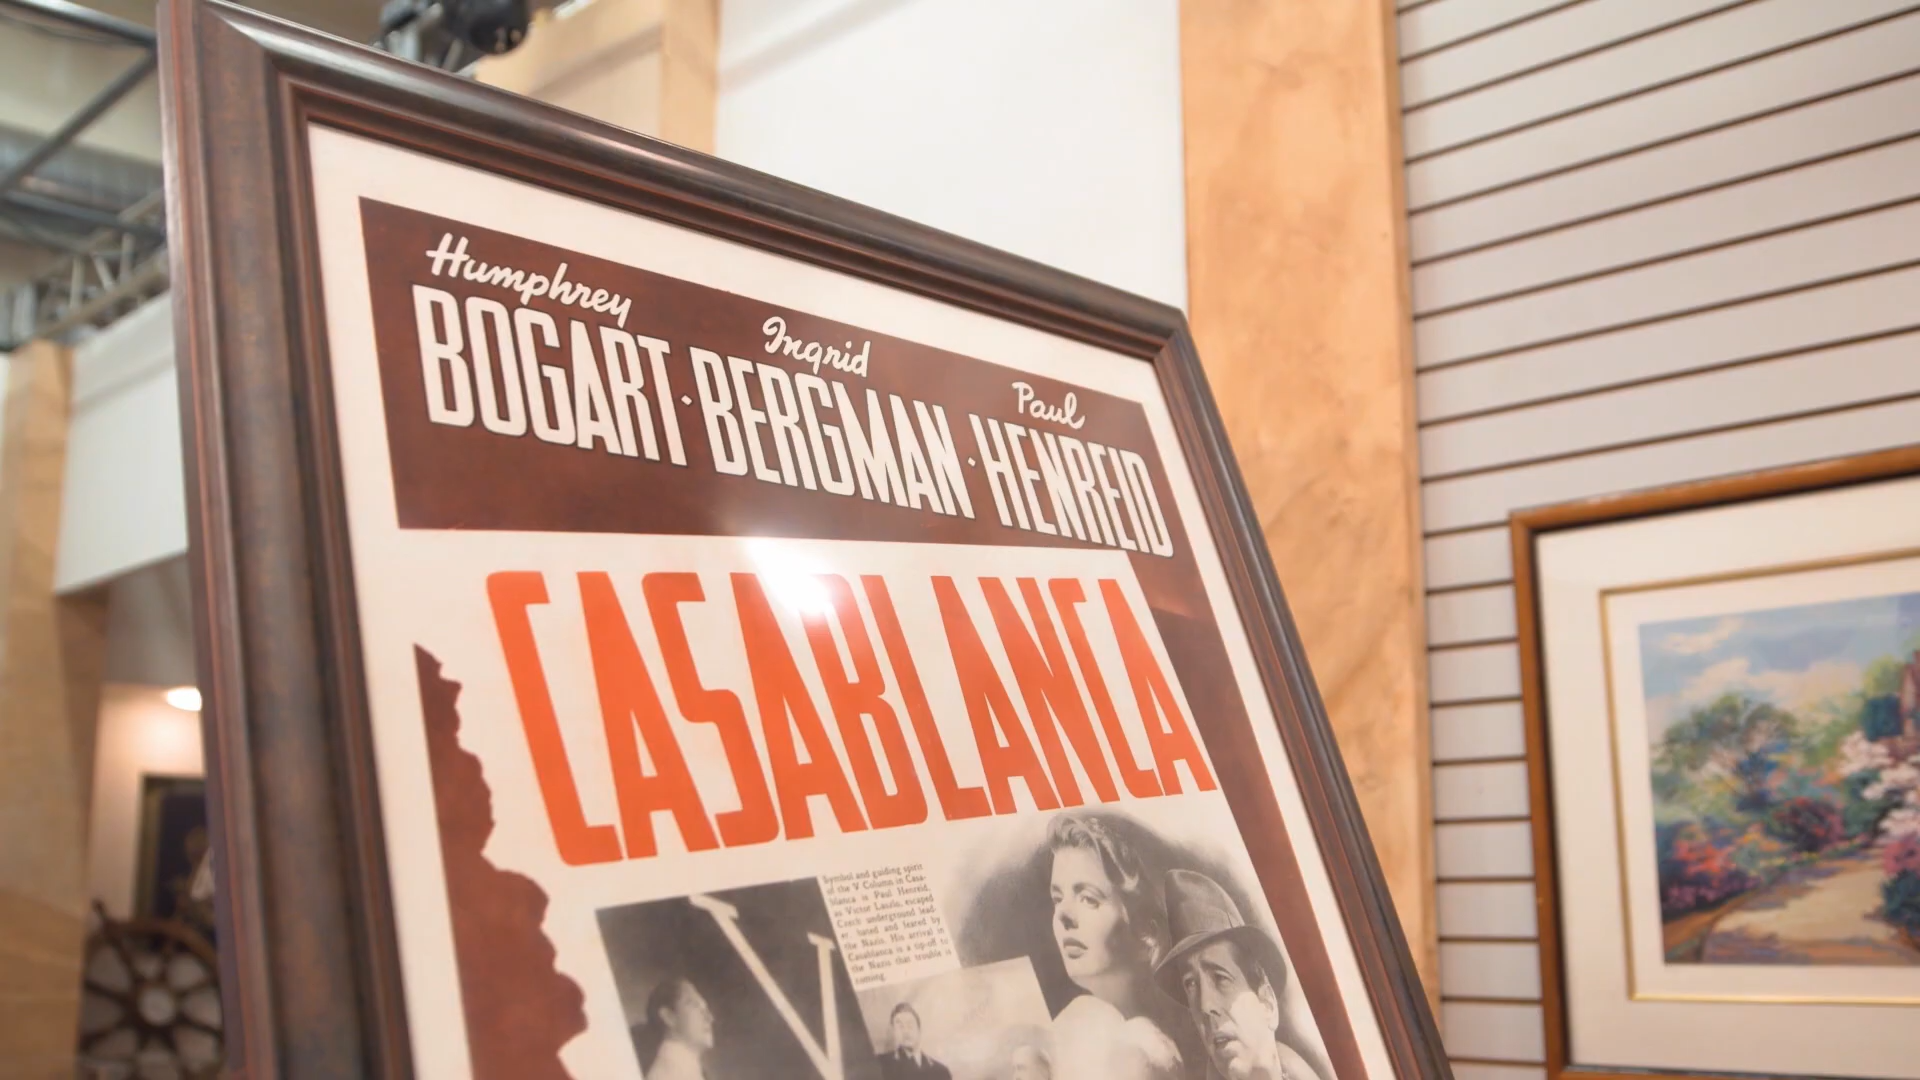 Humphrey Ingrid Paul
BOGART · BERGMAN · HENREID
CASABLANCA
Symbol and guiding spirit
of the V Column in Casa-
blanca is Paul Henreid,
as Victor Laszlo, escaped
Czech underground lead-
er hated and feared by
the Nazis. His arrival in
Casablanca is a tip-off to
the Nazis that trouble is
coming.
V